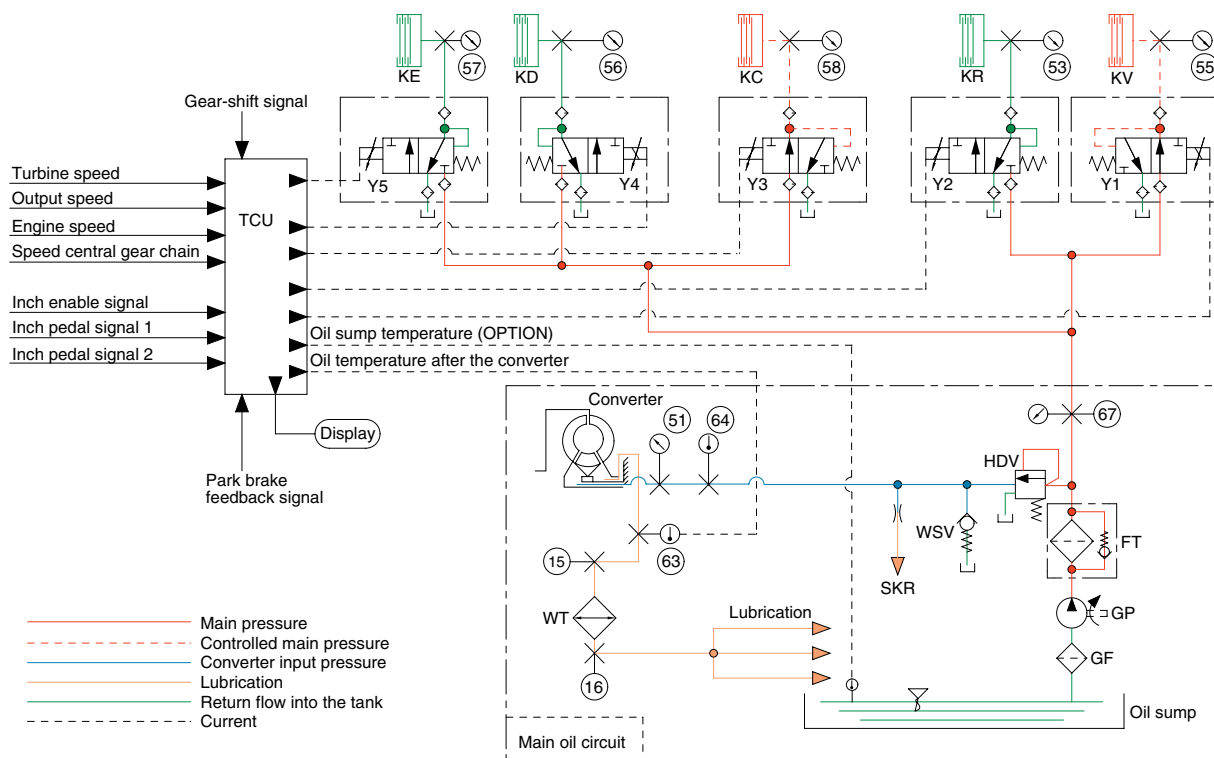 KE
57
KD
56
KC
58
KR
53
KV
55
Gear-shift signal
Y5
Y4
Y3
Y2
Y1
Turbine speed
Output speed
Engine speed
Speed central gear chain
TCU
Inch enable signal
Inch pedal signal 1
Inch pedal signal 2
Oil sump temperature (OPTION)
Oil temperature after the converter
Display
Park brake
feedback signal
Converter
51
64
67
HDV
WSV
FT
63
15
SKR
WT
Lubrication
GP
GF
16
Oil sump
Main oil circuit
Main pressure
Controlled main pressure
Converter input pressure
Lubrication
Return flow into the tank
Current